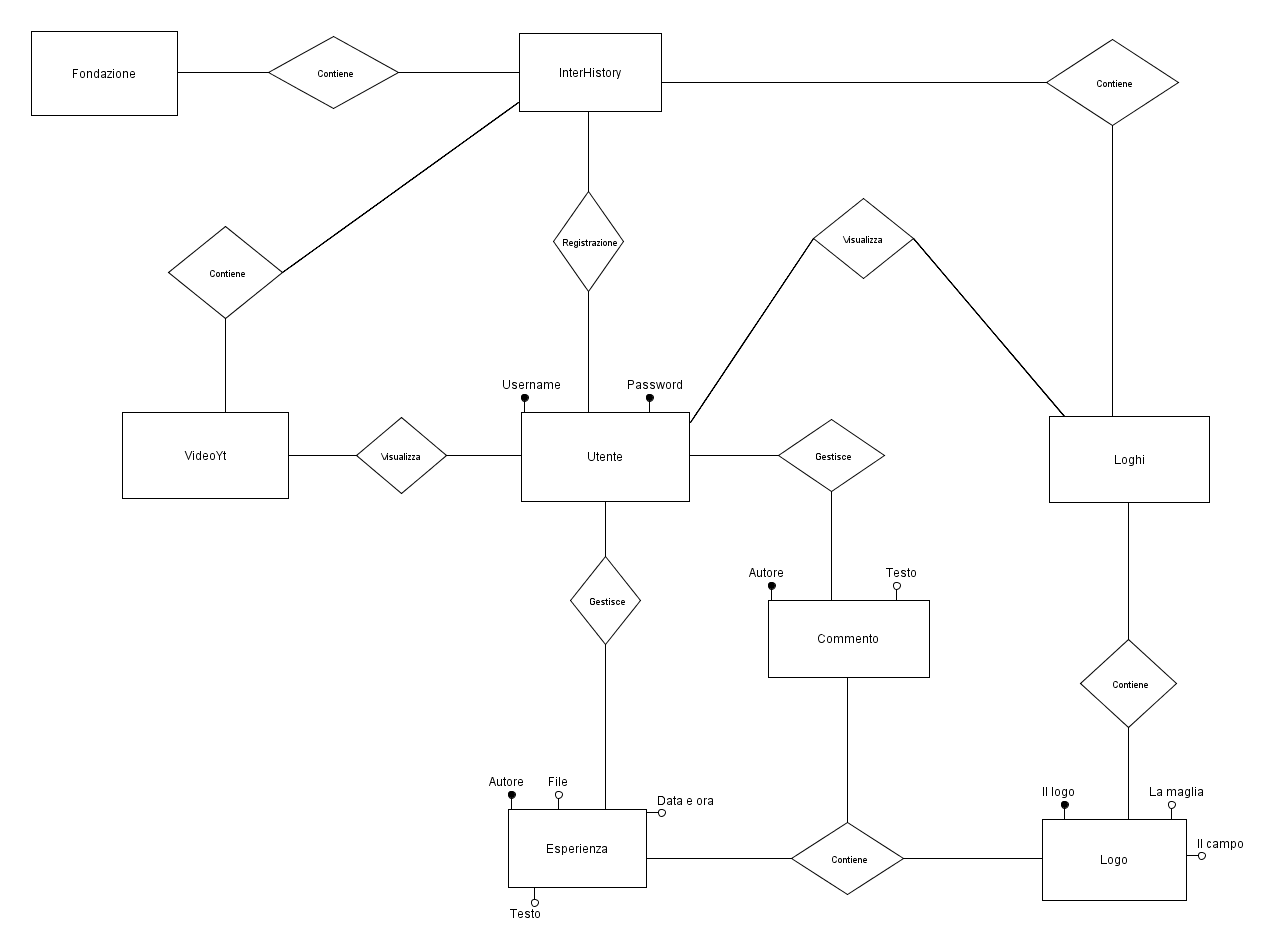 Fondazione
Contiene
InterHistory
Contiene
Contiene
Registrazione
Visualizza
Username
Password
VideoYt
Visualizza
Utente
Gestisce
Loghi
Gestisce
Autore
Testo
Commento
Contiene
Autore
File
Data e ora
Esperienza
Testo
Contiene
Il logo
La maglia
Il campo
Logo